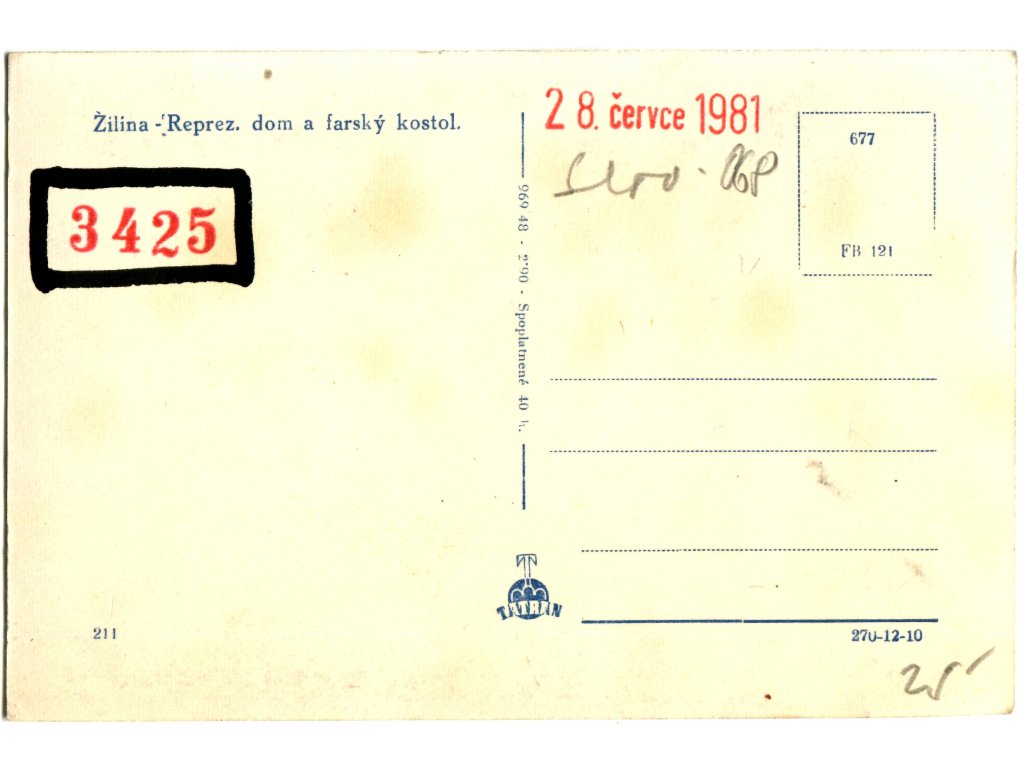 Žilina - Reprez. dom a farský kostol.
3425
28. července 1981
677
FB 121
969 48 - 2'90 - Spoplatnené 40 h.
TATRAN
211
270-12-10
25